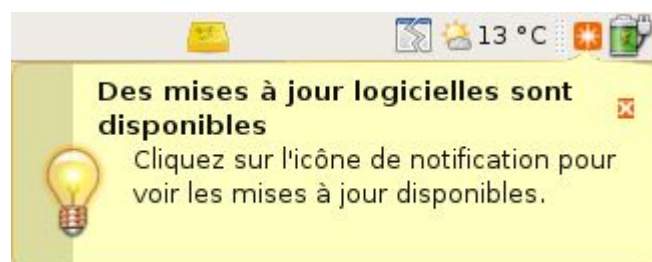 13 °C
Des mises à jour logicielles sont
disponibles
Cliquez sur l'icône de notification pour
voir les mises à jour disponibles.